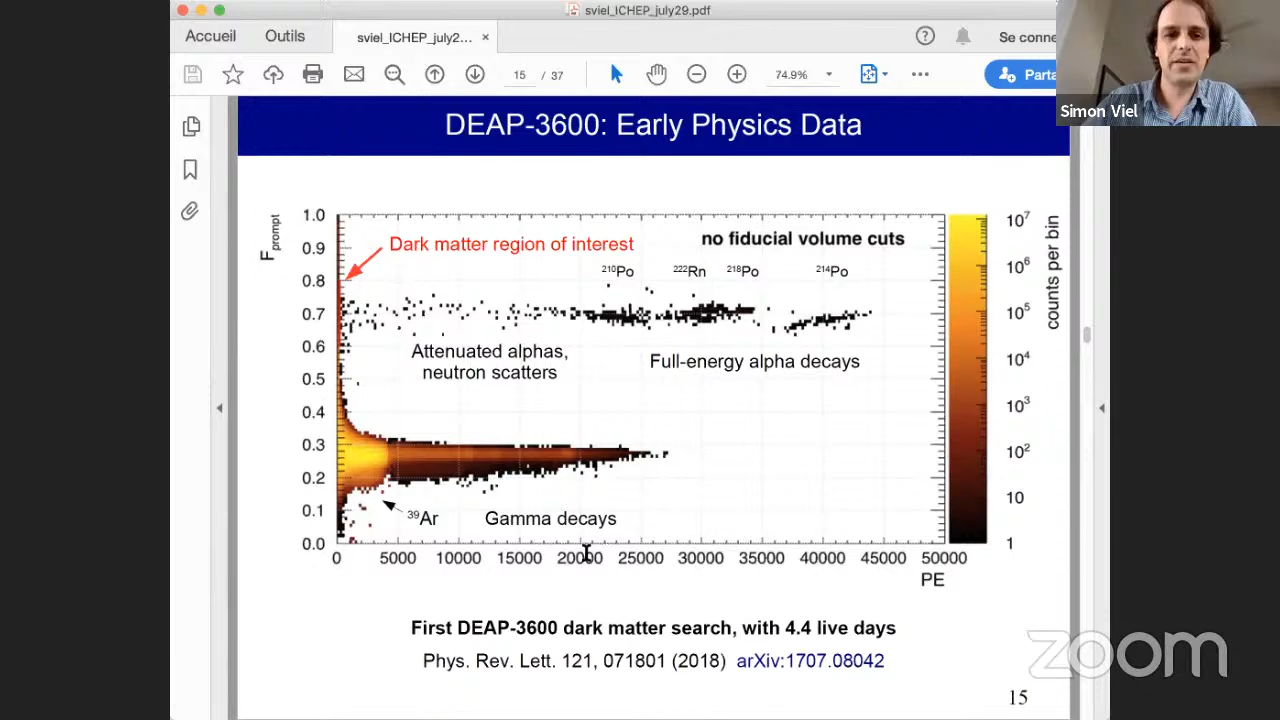 sviel_ICHEP_july29.pdf
Accueil
Outils
sviel_ICHEP_july2... ×
Se conne
15 / 37
74.9%
Parta
Simon Viel
DEAP-3600: Early Physics Data
F prompt
1.0
0.9
0.8
0.7
0.6
0.5
0.4
0.3
0.2
0.1
0.0
Dark matter region of interest
no fiducial volume cuts
²¹⁰Po
²²²Rn
²¹⁸Po
²¹⁴Po
Attenuated alphas,
neutron scatters
Full-energy alpha decays
³⁹Ar
Gamma decays
0 5000 10000 15000 20000 25000 30000 35000 40000 45000 50000
PE
10⁷
10⁶
10⁵
10⁴
10³
10²
10
1
counts per bin
First DEAP-3600 dark matter search, with 4.4 live days
Phys. Rev. Lett. 121, 071801 (2018) arXiv:1707.08042
zoom
15